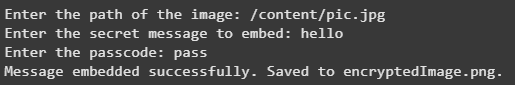 Enter the path of the image: /content/pic.jpg
Enter the secret message to embed: hello
Enter the passcode: pass
Message embedded successfully. Saved to encryptedImage.png.